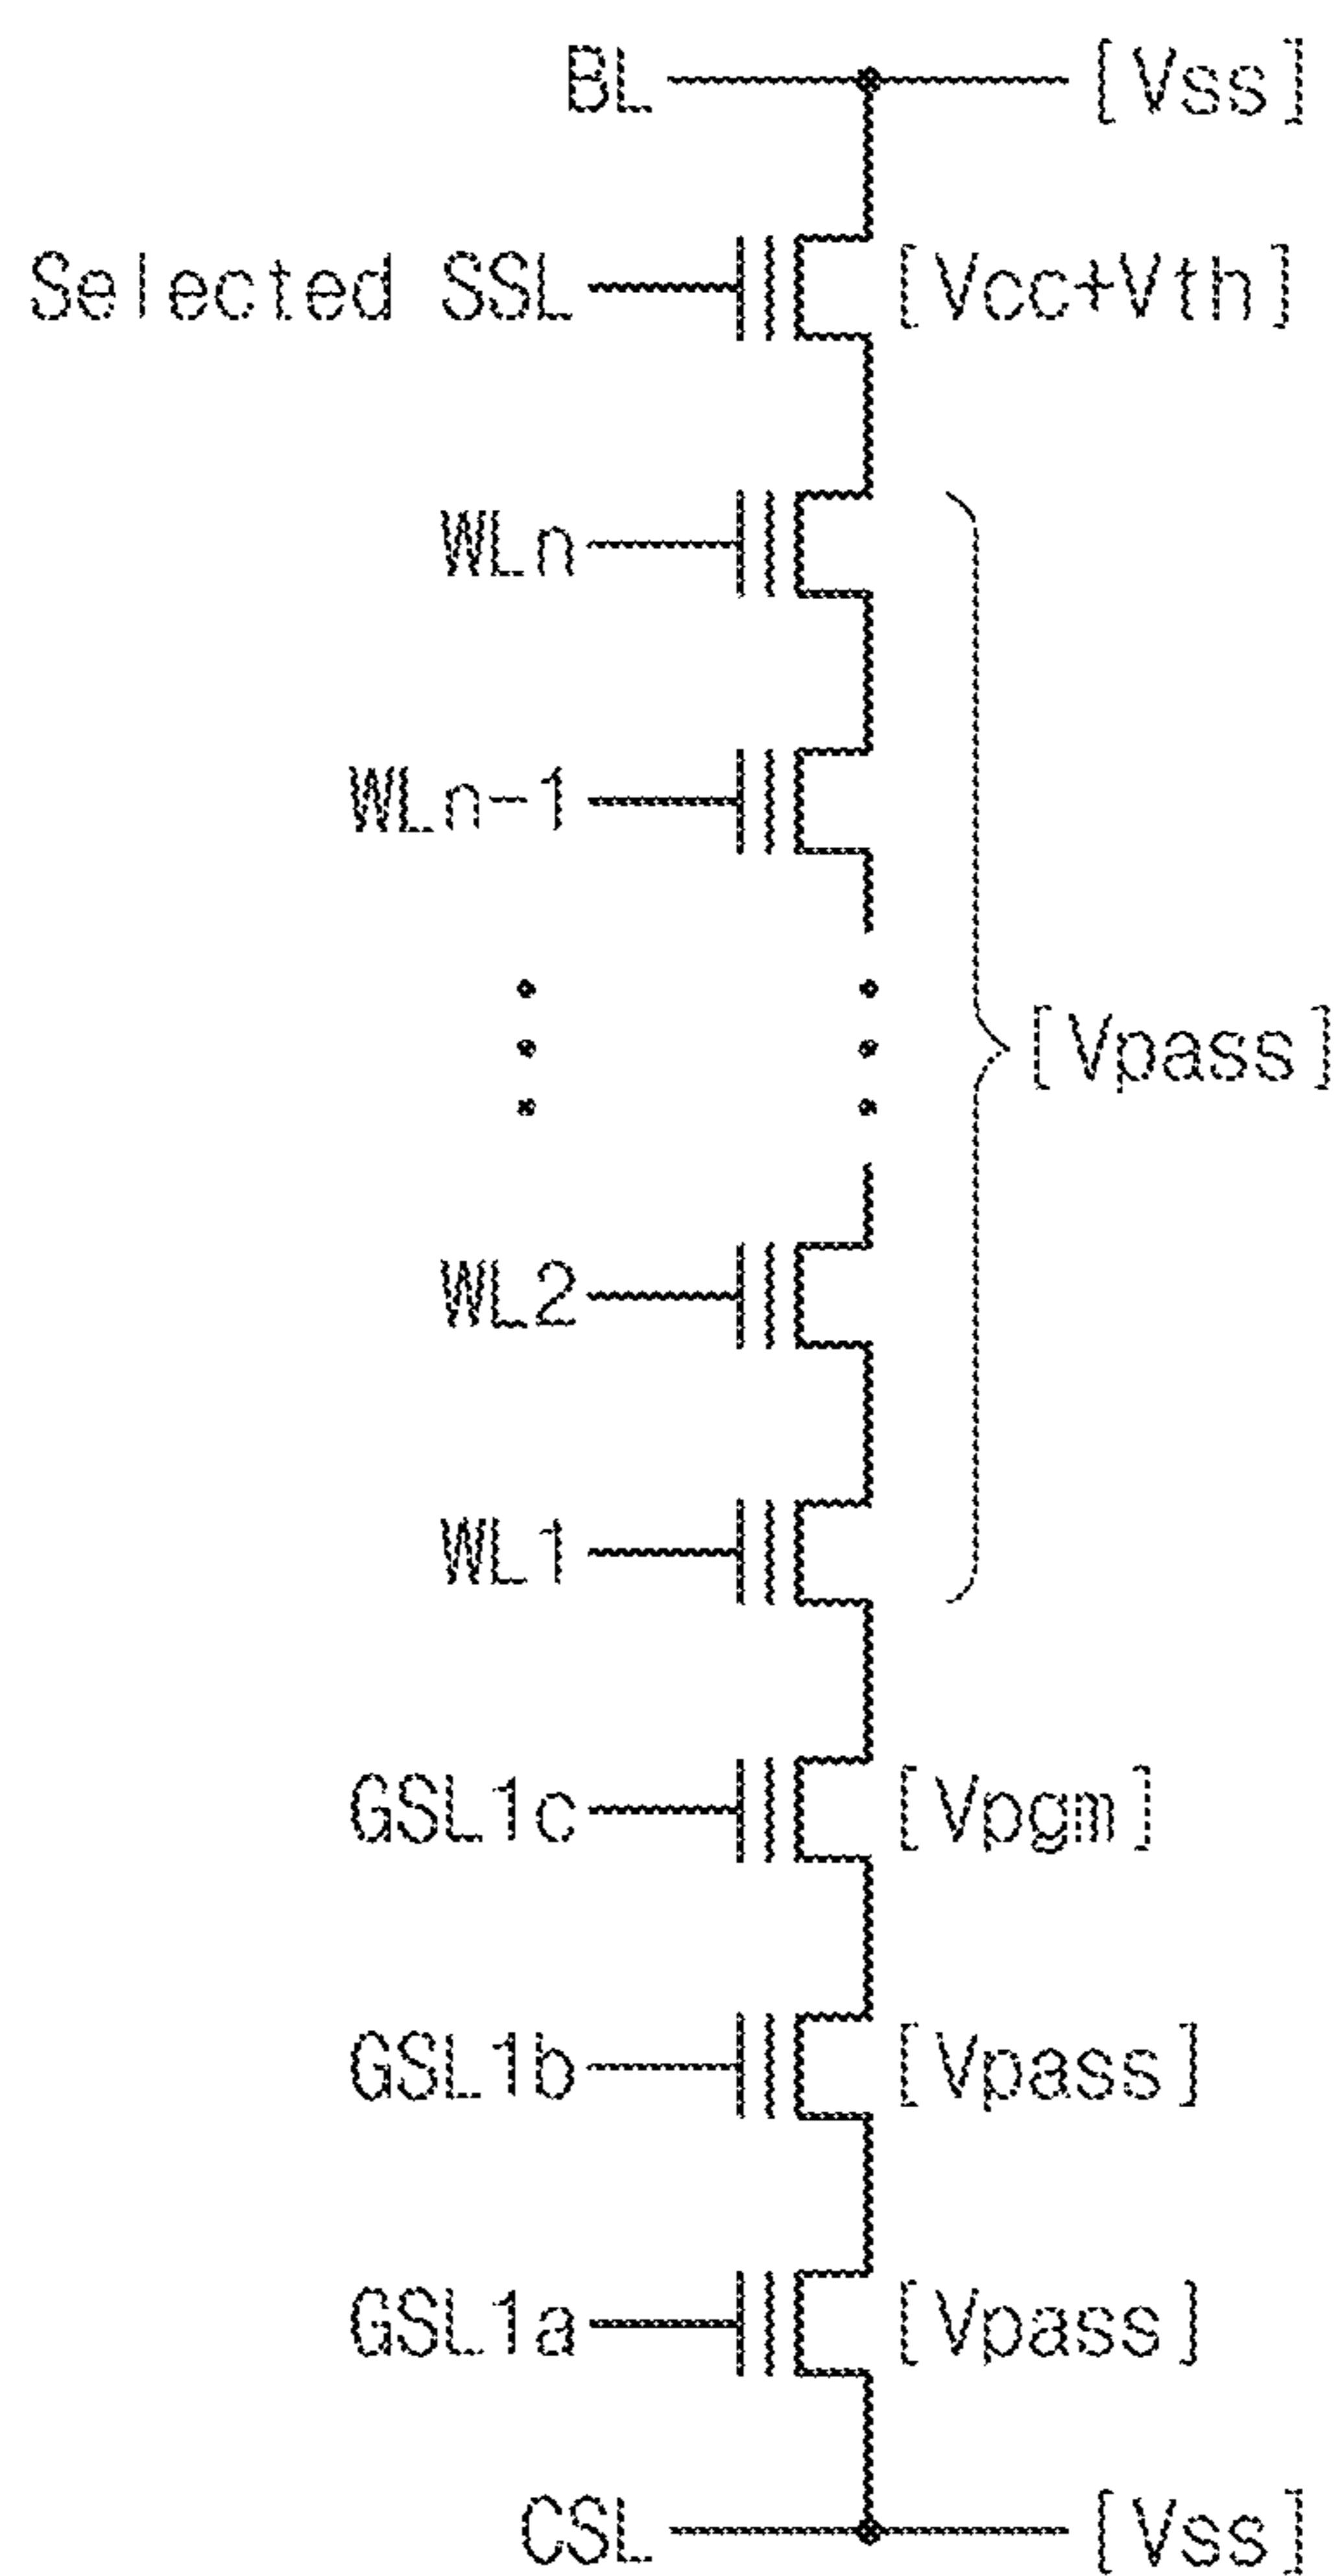 BL [Vss]
Selected SSL [Vcc+Vth]
WLn
WLn-1
[Vpass]
WL2
WL1
GSL1c [Vpgm]
GSL1b [Vpass]
GSL1a [Vpass]
CSL [Vss]